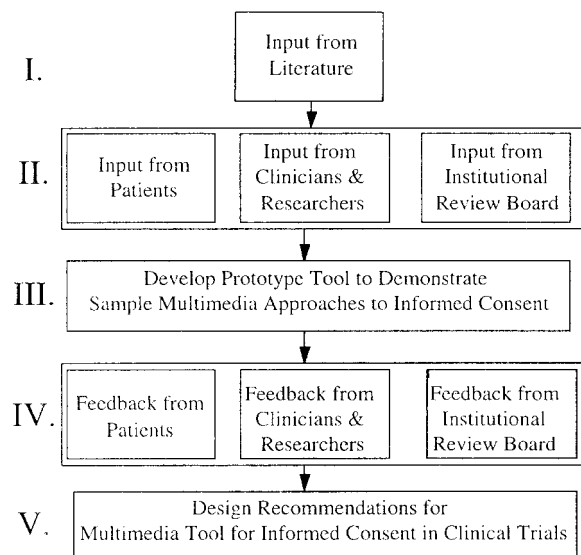 I.
Input from
Literature
II.
Input from
Patients
Input from
Clinicians &
Researchers
Input from
Institutional
Review Board
III.
Develop Prototype Tool to Demonstrate
Sample Multimedia Approaches to Informed Consent
IV.
Feedback from
Patients
Feedback from
Clinicians &
Researchers
Feedback from
Institutional
Review Board
V.
Design Recommendations for
Multimedia Tool for Informed Consent in Clinical Trials